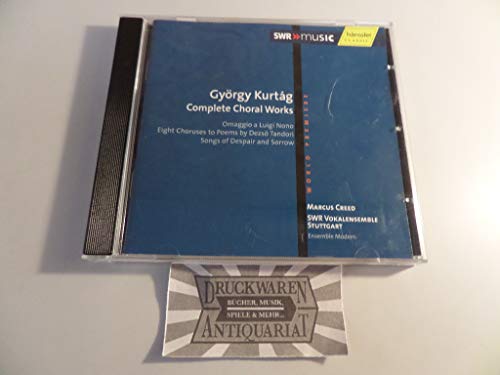 SWR»music
hänssler
CLASSIC
György Kurtág
Complete Choral Works
Omaggio a Luigi Nono
Eight Choruses to Poems by Dezső Tandori
Songs of Despair and Sorrow
WORLD PREMIERE
Marcus Creed
SWR Vokalensemble
Stuttgart
Ensemble Modern
DRUCKWAREN
BÜCHER, MUSIK,
SPIELE & MEHR...
ANTIQUARIAT